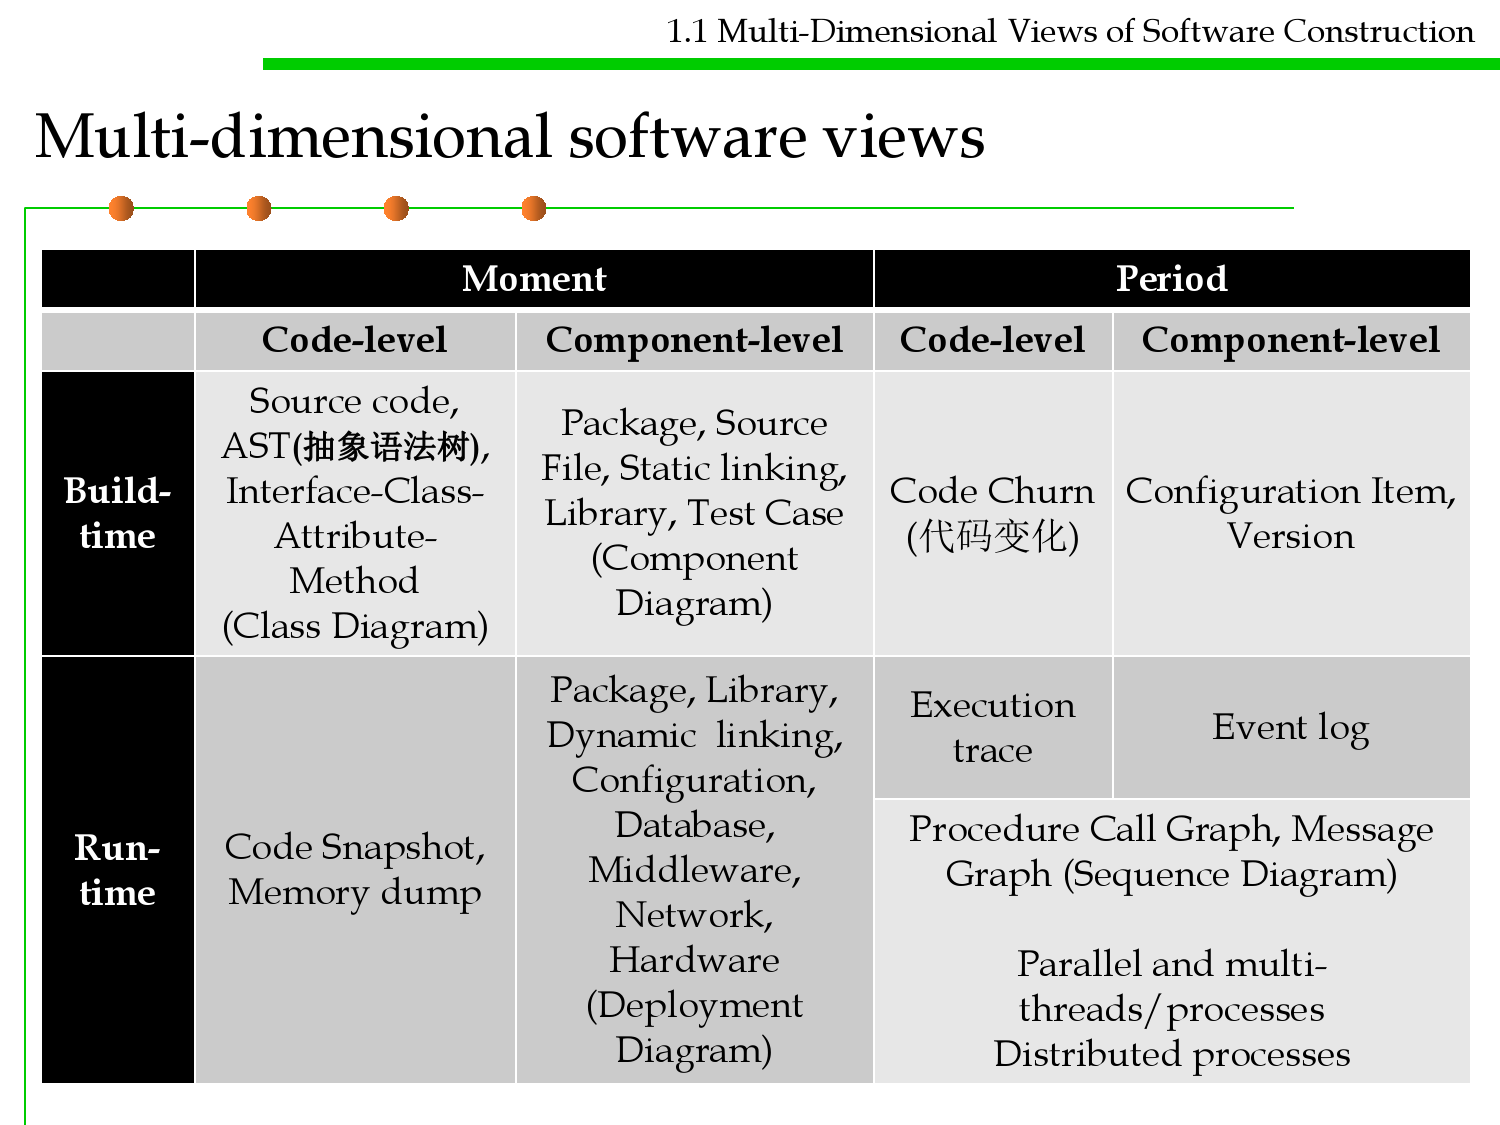 1.1 Multi-Dimensional Views of Software Construction
Multi-dimensional software views
Moment
Period
Code-level
Component-level
Code-level
Component-level
Build-
time
Source code,
AST(抽象语法树),
Interface-Class-
Attribute-
Method
(Class Diagram)
Package, Source
File, Static linking,
Library, Test Case
(Component
Diagram)
Code Churn
(代码变化)
Configuration Item,
Version
Run-
time
Code Snapshot,
Memory dump
Package, Library,
Dynamic linking,
Configuration,
Database,
Middleware,
Network,
Hardware
(Deployment
Diagram)
Execution
trace
Event log
Procedure Call Graph, Message
Graph (Sequence Diagram)
Parallel and multi-
threads/processes
Distributed processes